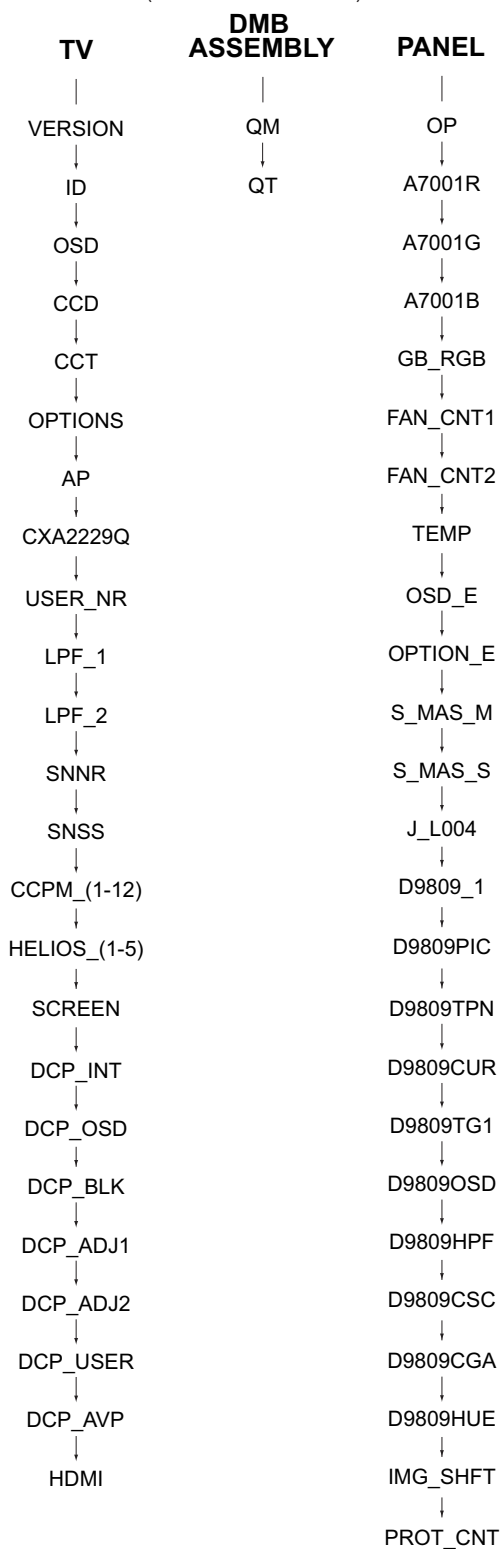 TV
VERSION
ID
OSD
CCD
CCT
OPTIONS
AP
CXA2229Q
USER_NR
LPF_1
LPF_2
SNNR
SNSS
CCPM_(1-12)
HELIOS_(1-5)
SCREEN
DCP_INT
DCP_OSD
DCP_BLK
DCP_ADJ1
DCP_ADJ2
DCP_USER
DCP_AVP
HDMI
DMB
ASSEMBLY
QM
QT
PANEL
OP
A7001R
A7001G
A7001B
GB_RGB
FAN_CNT1
FAN_CNT2
TEMP
OSD_E
OPTION_E
S_MAS_M
S_MAS_S
J_L004
D9809_1
D9809PIC
D9809TPN
D9809CUR
D9809TG1
D9809OSD
D9809HPF
D9809CSC
D9809CGA
D9809HUE
IMG_SHFT
PROT_CNT